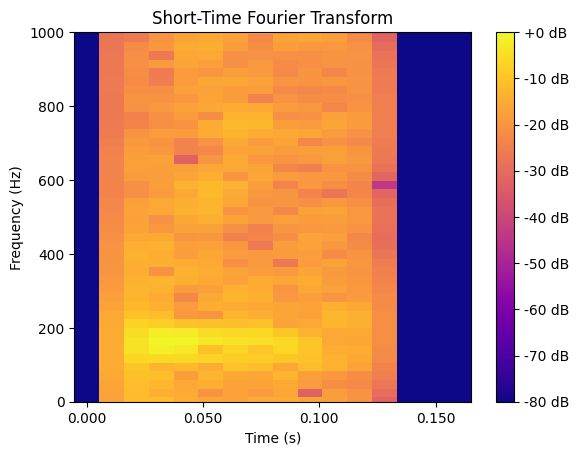 Short-Time Fourier Transform
1000
800
600
400
200
0
Frequency (Hz)
0.000
0.050
0.100
0.150
Time (s)
+0 dB
-10 dB
-20 dB
-30 dB
-40 dB
-50 dB
-60 dB
-70 dB
-80 dB